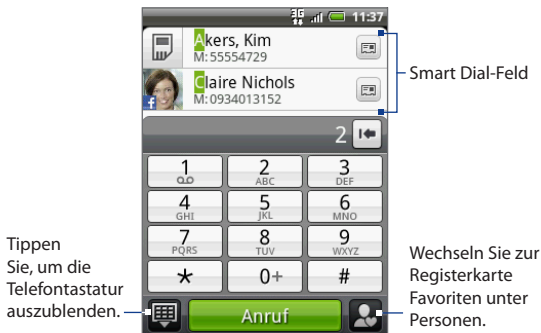 3G 11:37
Akers, Kim
M: 55554729
Claire Nichols
M: 0934013152
Smart Dial-Feld
2
1 2 ABC 3 DEF
4 GHI 5 JKL 6 MNO
7 PQRS 8 TUV 9 WXYZ
* 0+ #
Anruf
Tippen
Sie, um die
Telefontastatur
auszublenden.
Wechseln Sie zur
Registerkarte
Favoriten unter
Personen.